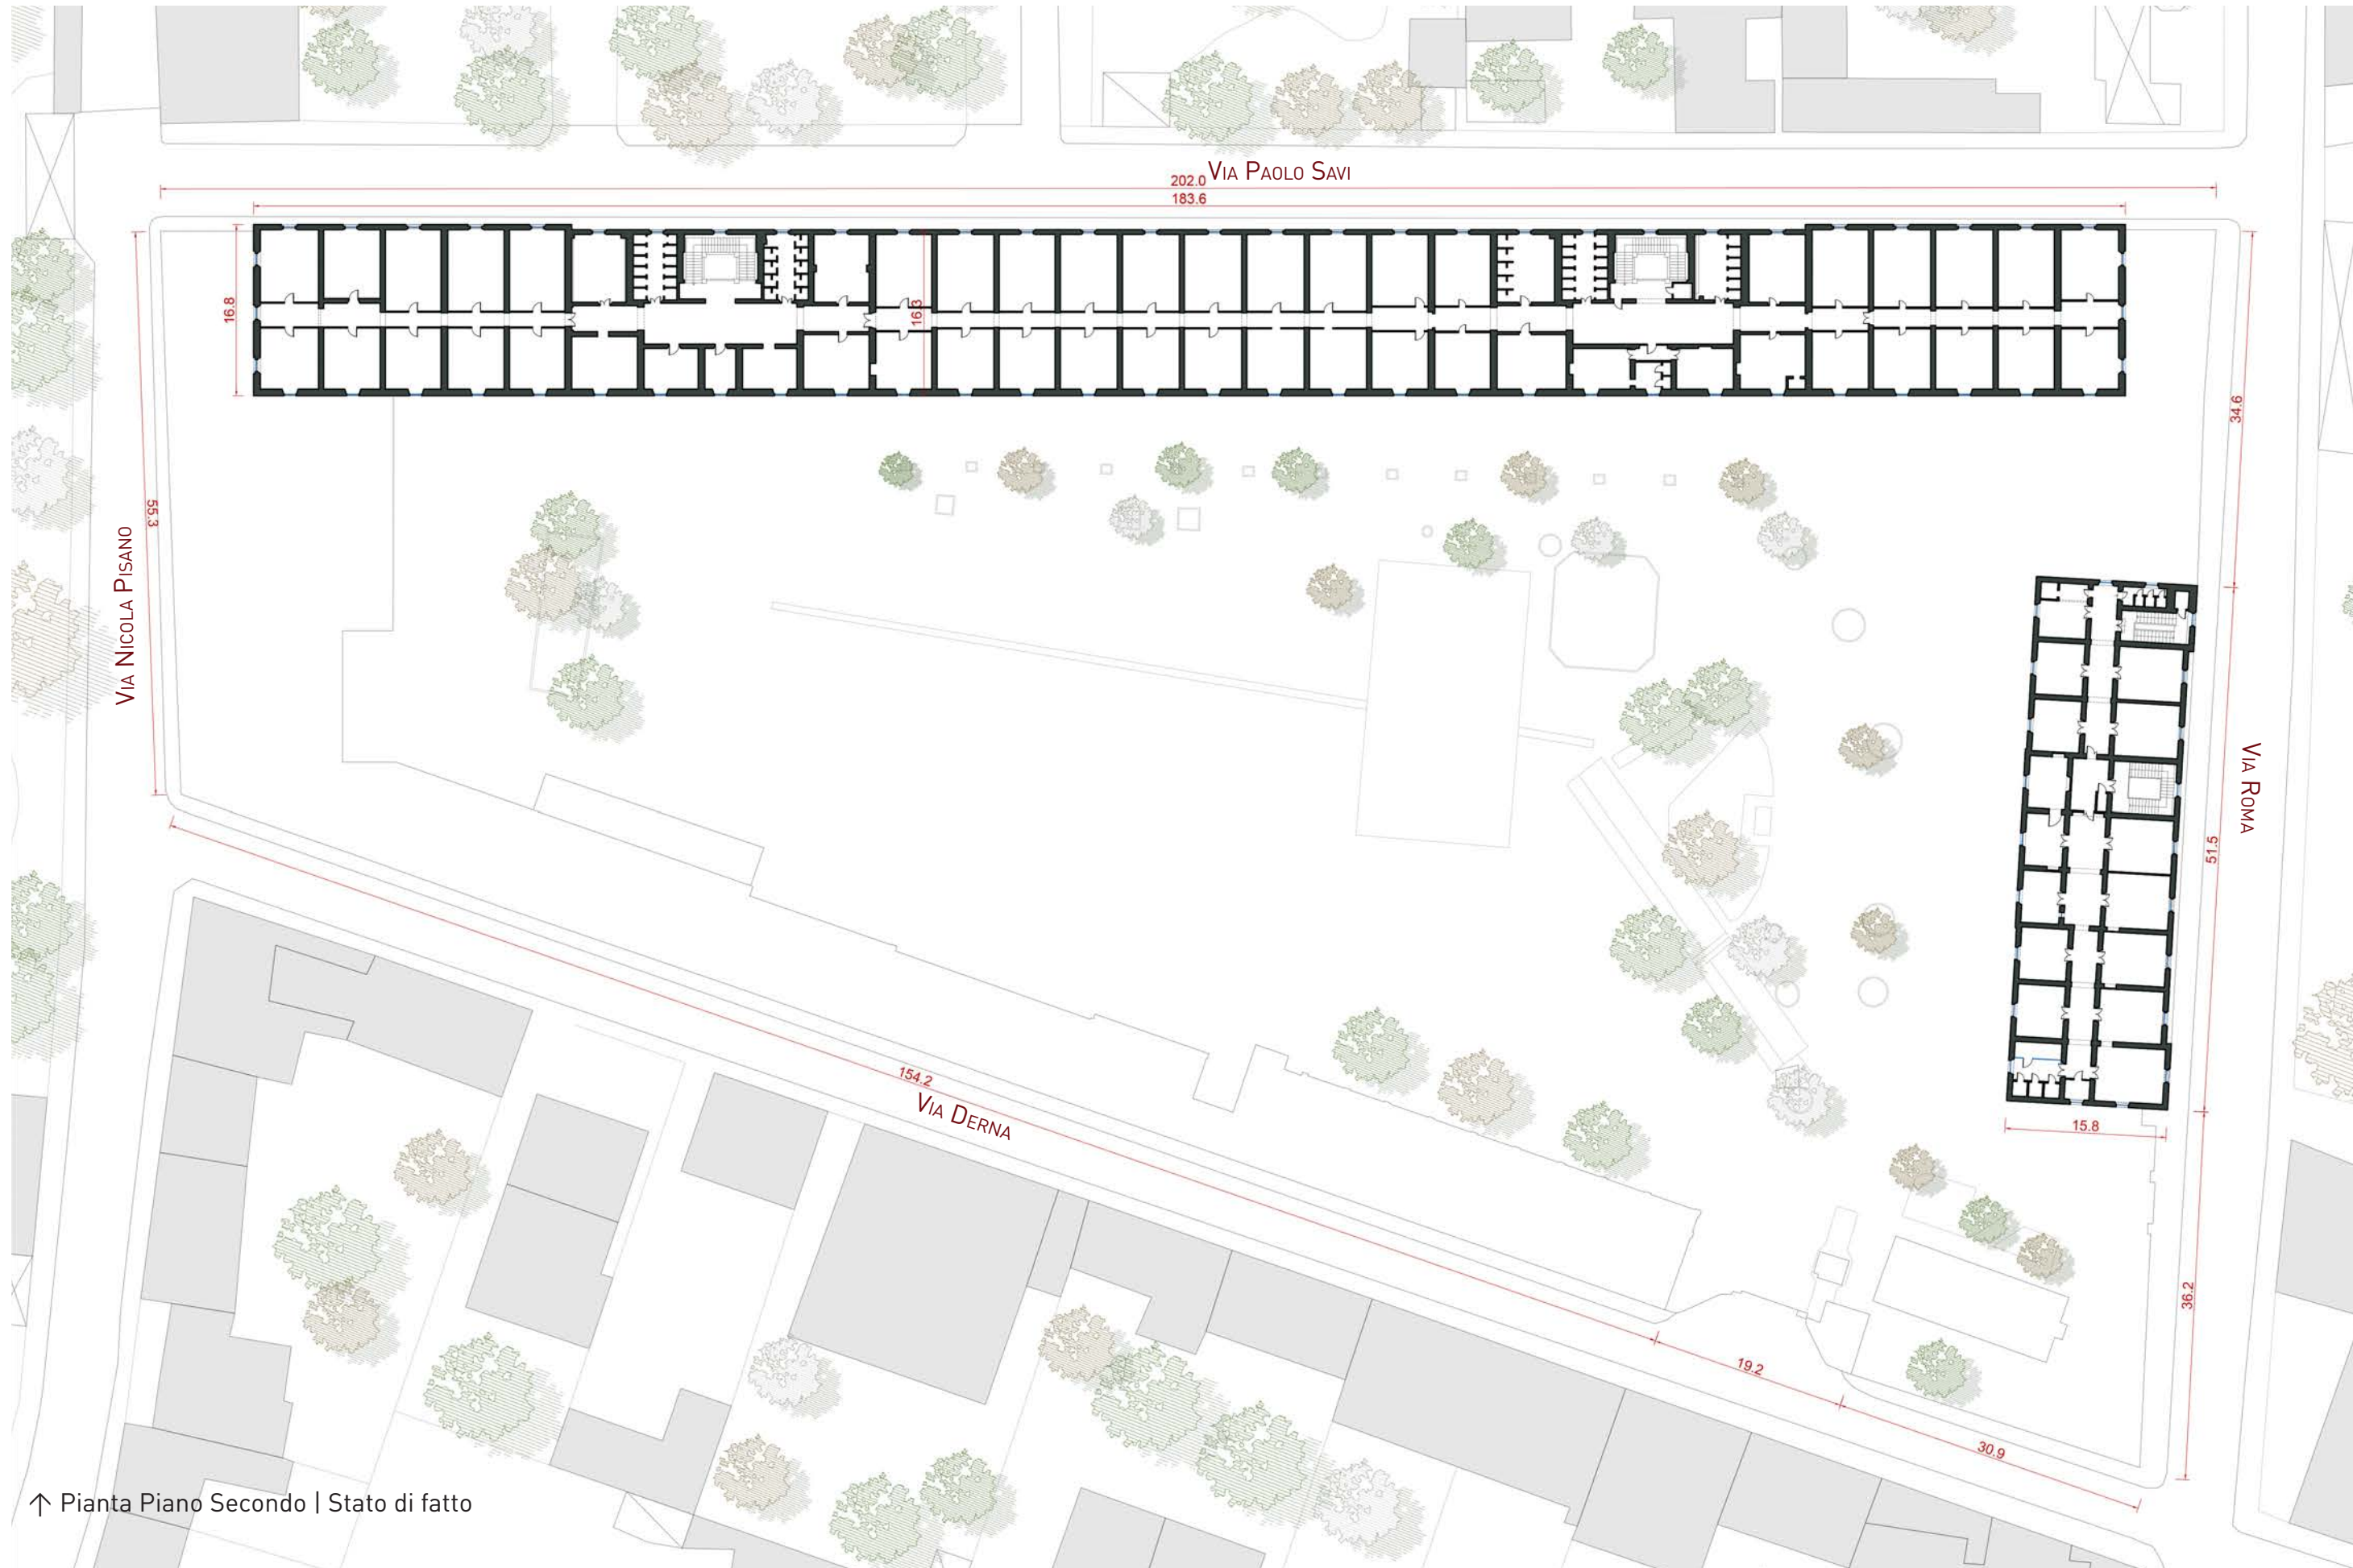 VIA PAOLO SAVI
202.0
183.6
16.8
16.3
34.6
55.3
VIA NICOLA PISANO
VIA ROMA
51.5
154.2
VIA DERNA
15.8
36.2
19.2
30.9
↑ Pianta Piano Secondo | Stato di fatto